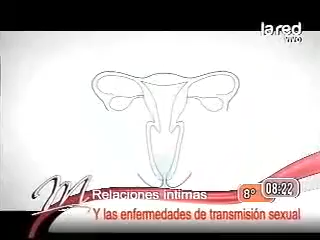 la red
VIVO
M
Relaciones íntimas
8°
08:22
Y las enfermedades de transmisión sexual